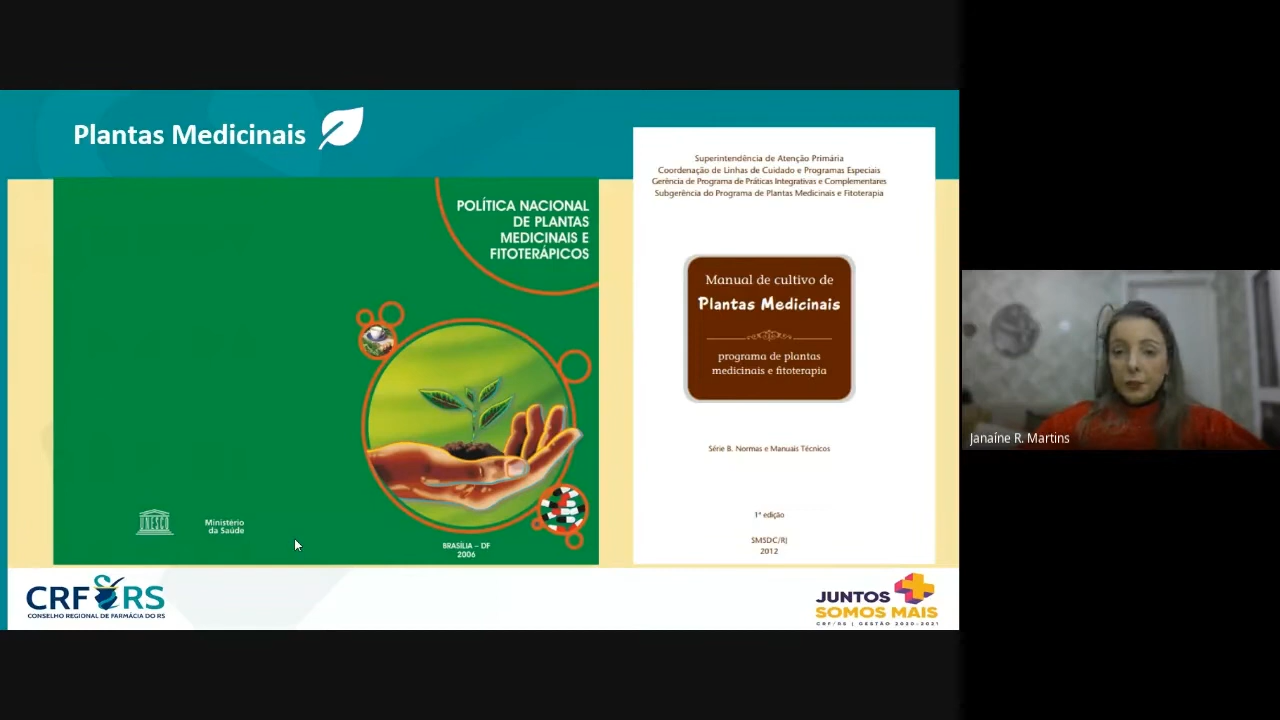 Plantas Medicinais
POLÍTICA NACIONAL
DE PLANTAS
MEDICINAIS E
FITOTERÁPICOS
UNESCO
Ministério
da Saúde
BRASÍLIA – DF
2006
Superintendência de Atenção Primária
Coordenação de Linhas de Cuidado e Programas Especiais
Gerência de Programa de Práticas Integrativas e Complementares
Subgerência do Programa de Plantas Medicinais e Fitoterapia
Manual de cultivo de
Plantas Medicinais
programa de plantas
medicinais e fitoterapia
Série B. Normas e Manuais Técnicos
1ª edição
SMSDC/RJ
2012
CRF RS
CONSELHO REGIONAL DE FARMÁCIA DO RS
JUNTOS
SOMOS MAIS
CRF/RS | GESTÃO 2020-2021
Janaíne R. Martins